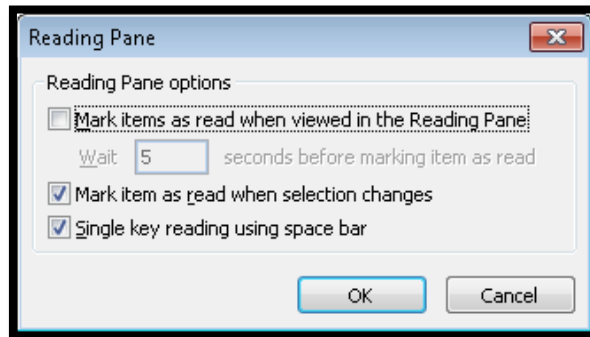 Reading Pane
Reading Pane options
Mark items as read when viewed in the Reading Pane
Wait 5 seconds before marking item as read
Mark item as read when selection changes
Single key reading using space bar
OK Cancel